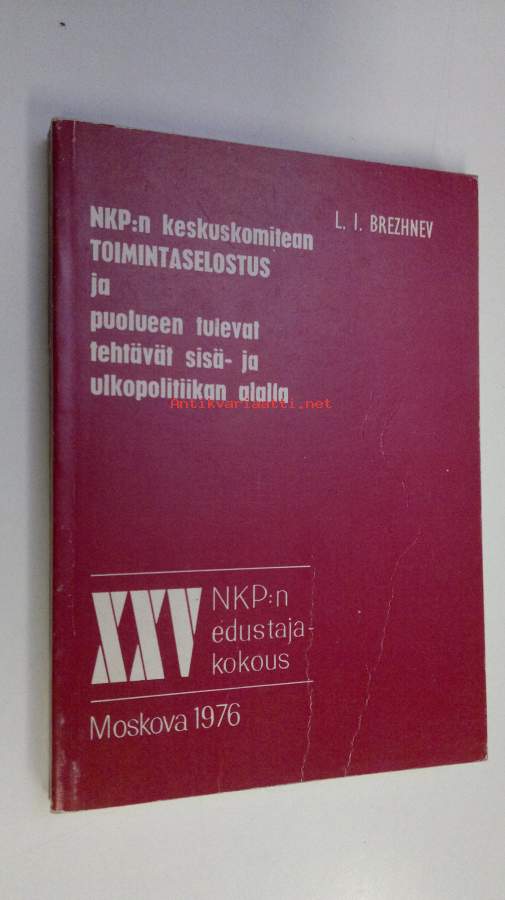 L. I. BREZHNEV
NKP:n keskuskomitean
TOIMINTASELOSTUS
ja
puolueen tulevat
tehtävät sisä- ja
ulkopolitiikan alalla
Antikvariaatti.net
XXV
NKP:n
edustaja-
kokous
Moskova 1976